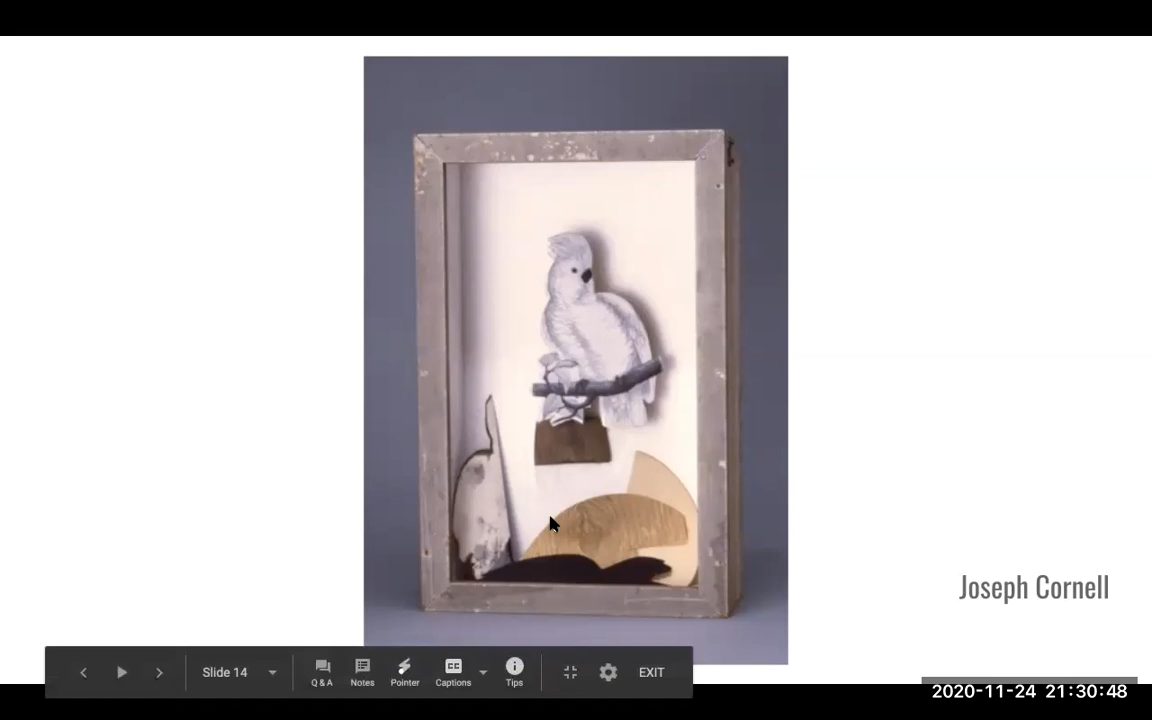 Joseph Cornell
Slide 14
Q & A
Notes
Pointer
Captions
Tips
EXIT
2020-11-24 21:30:48